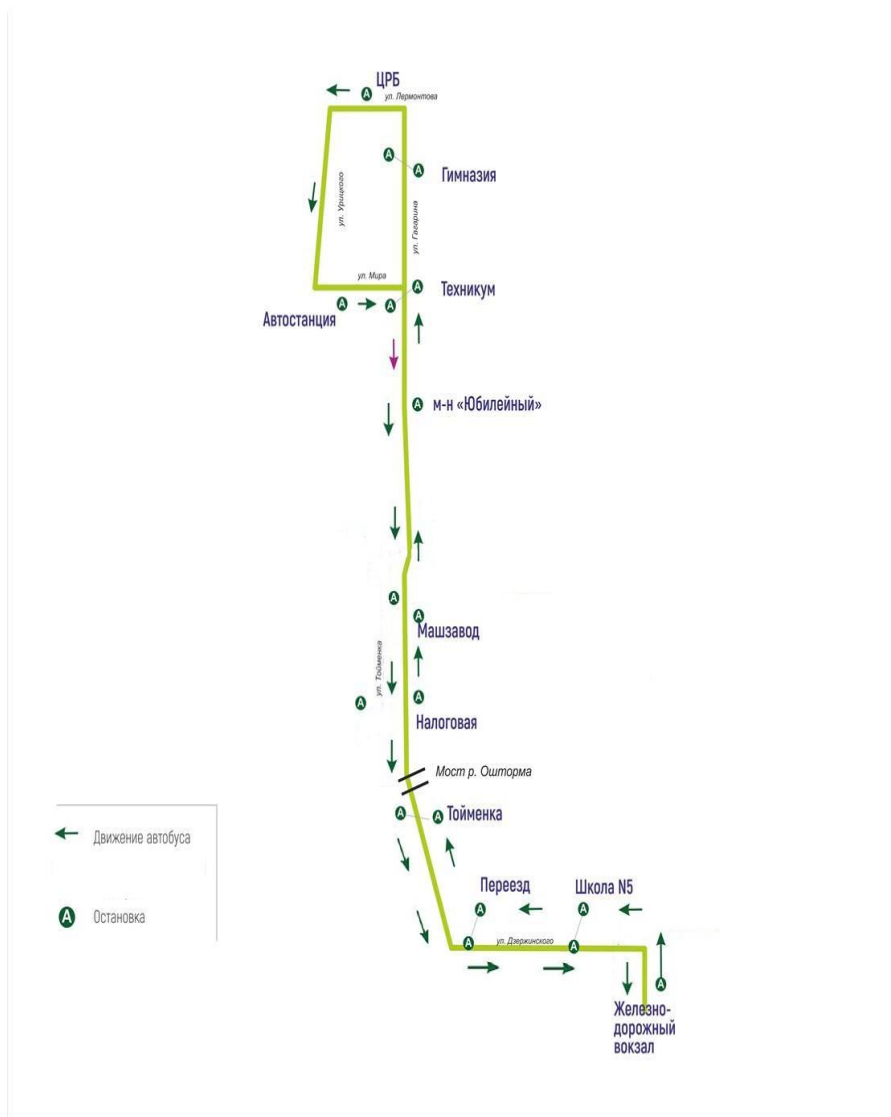 ЦРБ
ул. Лермонтова
А
А
А
Гимназия
ул. Урицкого
ул. Гагарина
ул. Мира
А
Техникум
А
А
Автостанция
А
м-н «Юбилейный»
А
А
Машзавод
ул. Тойменка
А
А
Налоговая
Мост р. Ошторма
А
А
Тойменка
Движение автобуса
Переезд
Школа N5
А
А
А
Остановка
А
ул. Дзержинского
А
А
Железно-
дорожный
вокзал